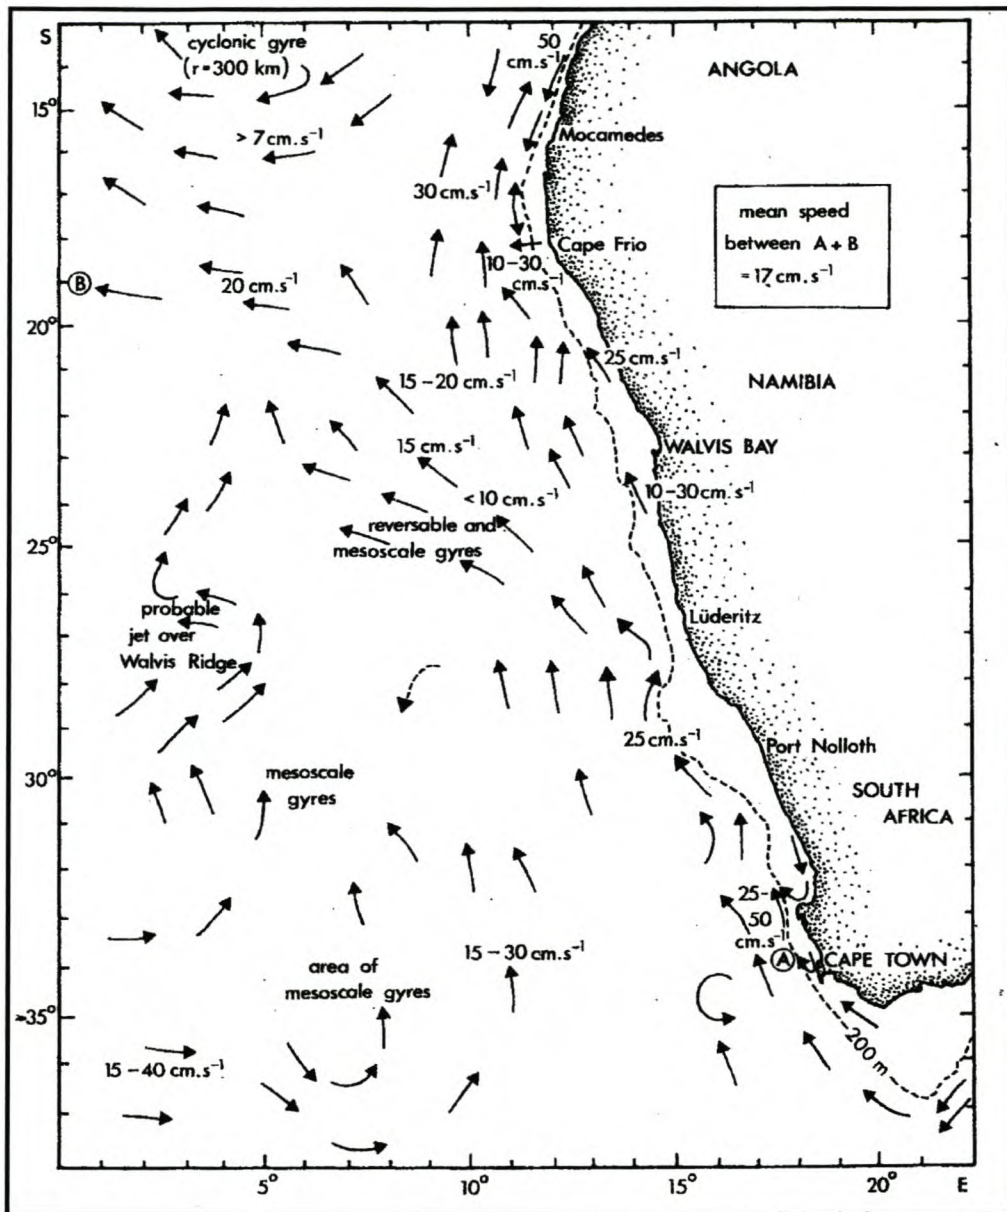 S
cyclonic gyre
(r=300 km)
50
cm.s⁻¹
ANGOLA
15°
> 7 cm.s⁻¹
Mocamedes
30 cm.s⁻¹
mean speed
between A + B
= 17 cm.s⁻¹
Cape Frio
10-30
cm.s⁻¹
B
20 cm.s⁻¹
20°
25 cm.s⁻¹
15-20 cm.s⁻¹
NAMIBIA
15 cm.s⁻¹
WALVIS BAY
<10 cm.s⁻¹
10-30 cm.s⁻¹
reversable and
mesoscale gyres
25°
probable
jet over
Walvis Ridge
Lüderitz
25 cm.s⁻¹
Port Nolloth
30°
mesoscale
gyres
SOUTH
AFRICA
25-
50
cm.s⁻¹
15-30 cm.s⁻¹
A
CAPE TOWN
area of
mesoscale gyres
35°
200 m
15-40 cm.s⁻¹
5°
10°
15°
20°
E